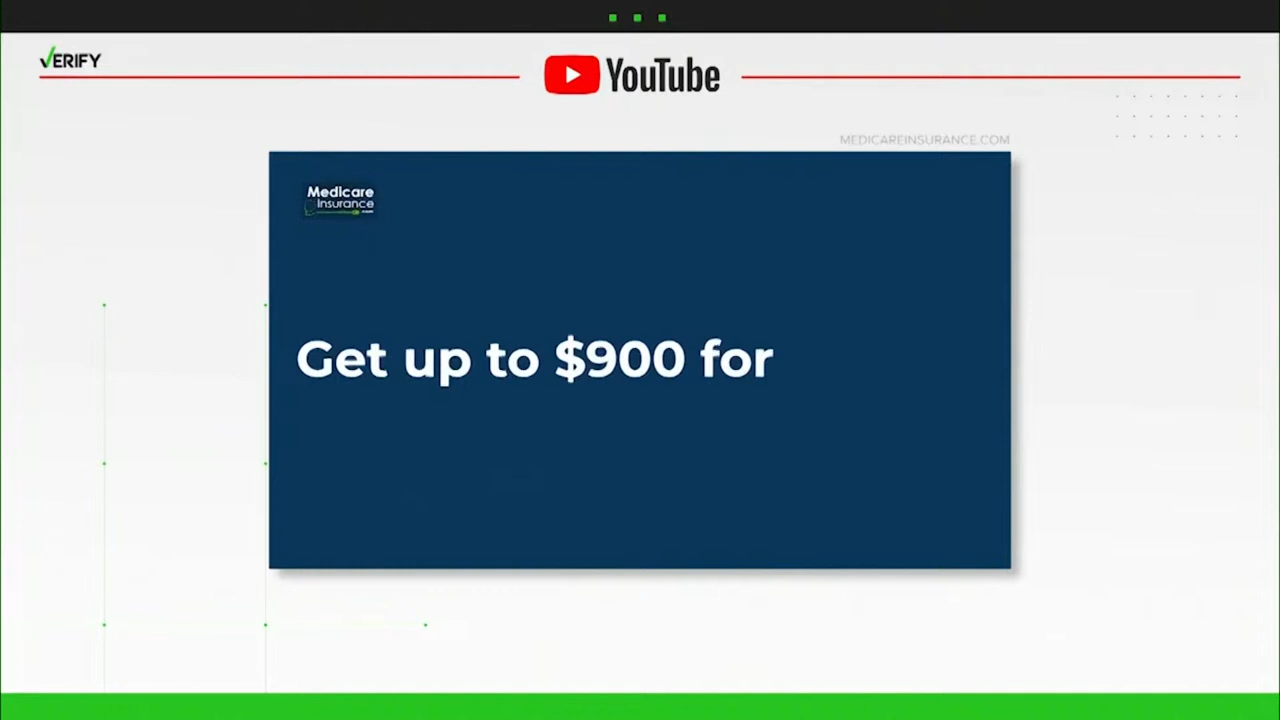 VERIFY
YouTube
MEDICAREINSURANCE.COM
Medicare
Insurance
Get up to $900 for